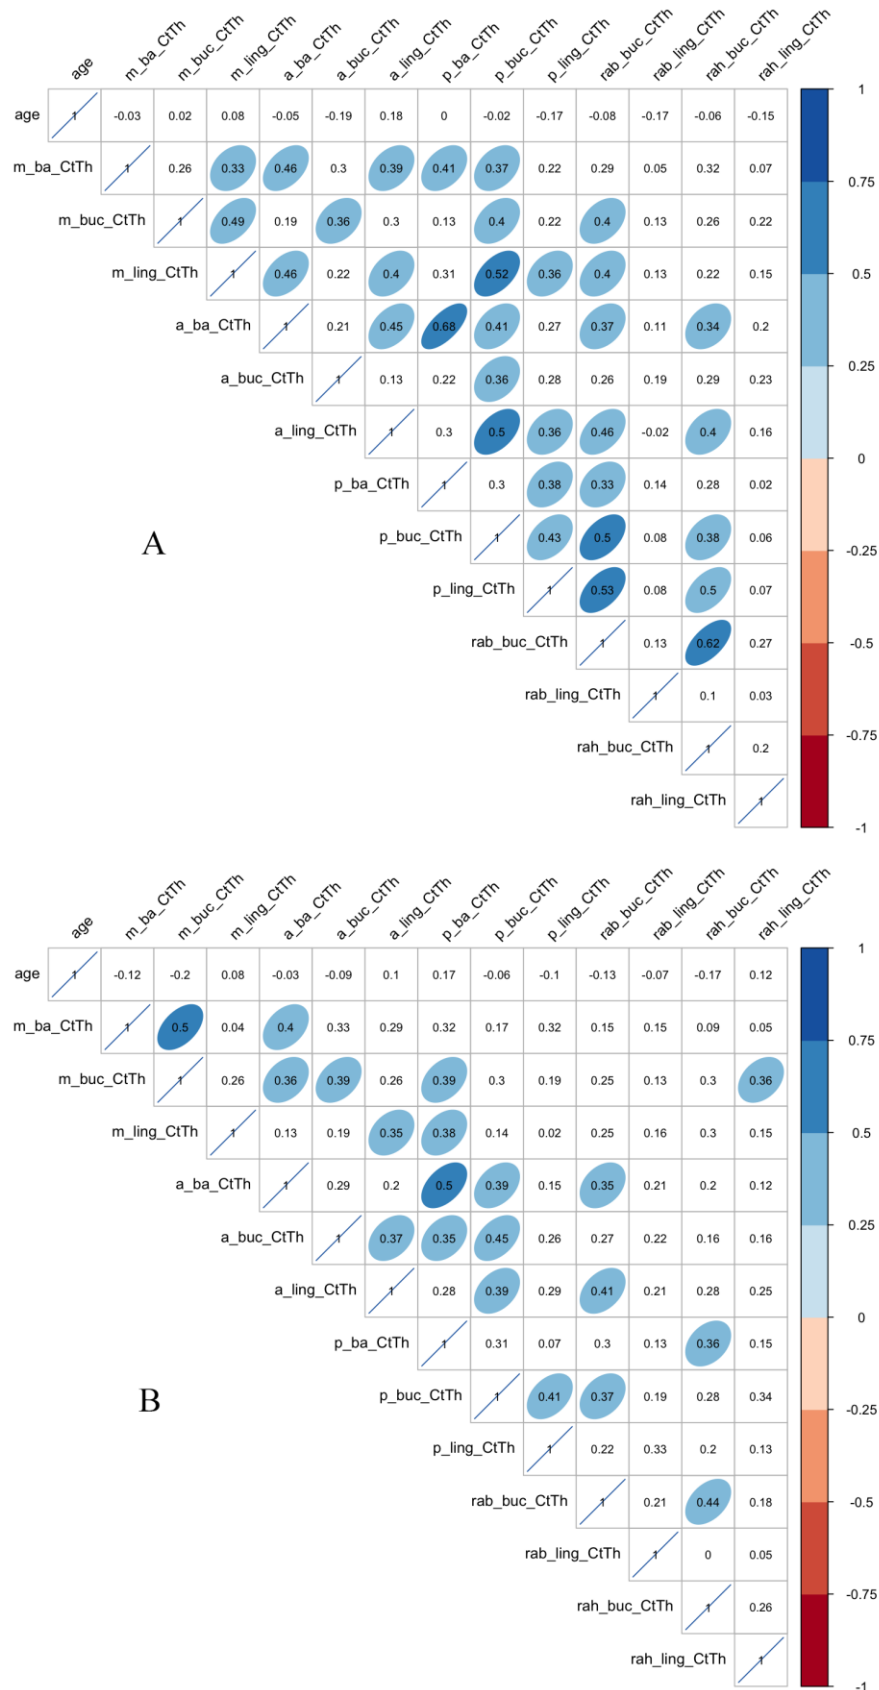 age m_ba_CtTh m_buc_CtTh m_ling_CtTh a_ba_CtTh a_buc_CtTh a_ling_CtTh p_ba_CtTh p_buc_CtTh p_ling_CtTh rab_buc_CtTh rab_ling_CtTh rah_buc_CtTh rah_ling_CtTh
1
age 1 -0.03 0.02 0.08 -0.05 -0.19 0.18 0 -0.02 -0.17 -0.08 -0.17 -0.06 -0.15
m_ba_CtTh 1 0.26 0.33 0.46 0.3 0.39 0.41 0.37 0.22 0.29 0.05 0.32 0.07
0.75
m_buc_CtTh 1 0.49 0.19 0.36 0.3 0.13 0.4 0.22 0.4 0.13 0.26 0.22
m_ling_CtTh 1 0.46 0.22 0.4 0.31 0.52 0.36 0.4 0.13 0.22 0.15
0.5
a_ba_CtTh 1 0.21 0.45 0.68 0.41 0.27 0.37 0.11 0.34 0.2
0.25
a_buc_CtTh 1 0.13 0.22 0.36 0.28 0.26 0.19 0.29 0.23
a_ling_CtTh 1 0.3 0.5 0.36 0.46 -0.02 0.4 0.16
0
p_ba_CtTh 1 0.3 0.38 0.33 0.14 0.28 0.02
A
p_buc_CtTh 1 0.43 0.5 0.08 0.38 0.06
-0.25
p_ling_CtTh 1 0.53 0.08 0.5 0.07
rab_buc_CtTh 1 0.13 0.62 0.27
-0.5
rab_ling_CtTh 1 0.1 0.03
-0.75
rah_buc_CtTh 1 0.2
rah_ling_CtTh 1
-1
age m_ba_CtTh m_buc_CtTh m_ling_CtTh a_ba_CtTh a_buc_CtTh a_ling_CtTh p_ba_CtTh p_buc_CtTh p_ling_CtTh rab_buc_CtTh rab_ling_CtTh rah_buc_CtTh rah_ling_CtTh
1
age 1 -0.12 -0.2 0.08 -0.03 -0.09 0.1 0.17 -0.06 -0.1 -0.13 -0.07 -0.17 0.12
m_ba_CtTh 1 0.5 0.04 0.4 0.33 0.29 0.32 0.17 0.32 0.15 0.15 0.09 0.05
0.75
m_buc_CtTh 1 0.26 0.36 0.39 0.26 0.39 0.3 0.19 0.25 0.13 0.3 0.36
m_ling_CtTh 1 0.13 0.19 0.35 0.38 0.14 0.02 0.25 0.16 0.3 0.15
0.5
a_ba_CtTh 1 0.29 0.2 0.5 0.39 0.15 0.35 0.21 0.2 0.12
0.25
a_buc_CtTh 1 0.37 0.35 0.45 0.26 0.27 0.22 0.16 0.16
a_ling_CtTh 1 0.28 0.39 0.29 0.41 0.21 0.28 0.25
0
p_ba_CtTh 1 0.31 0.07 0.3 0.13 0.36 0.15
B
p_buc_CtTh 1 0.41 0.37 0.19 0.28 0.34
-0.25
p_ling_CtTh 1 0.22 0.33 0.2 0.13
rab_buc_CtTh 1 0.21 0.44 0.18
-0.5
rab_ling_CtTh 1 0 0.05
-0.75
rah_buc_CtTh 1 0.26
rah_ling_CtTh 1
-1